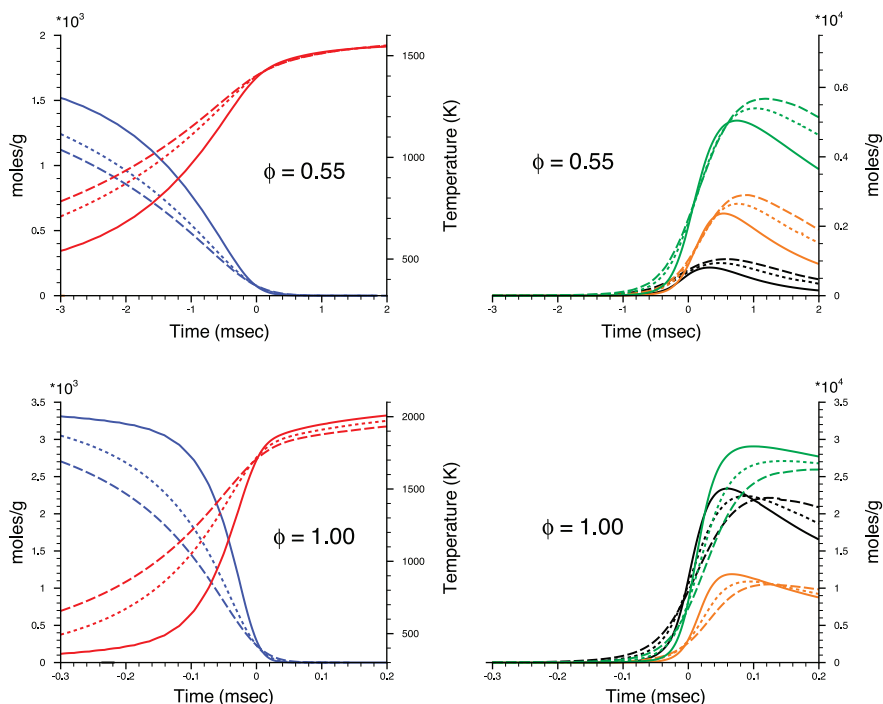 *10³ *10⁴
2 1.5 1 0.5 0
moles/g
1500 1000 500
Temperature (K)
0.6 0.4 0.2 0
moles/g
ϕ = 0.55 ϕ = 0.55
-3 -2 -1 0 1 2 -3 -2 -1 0 1 2
Time (msec) Time (msec)
*10³ *10⁴
3.5 3 2.5 2 1.5 1 0.5 0
moles/g
2000 1500 1000 500
Temperature (K)
3.5 3 2.5 2 1.5 1 0.5 0
moles/g
ϕ = 1.00 ϕ = 1.00
-0.3 -0.2 -0.1 0 0.1 0.2 -0.3 -0.2 -0.1 0 0.1 0.2
Time (msec) Time (msec)